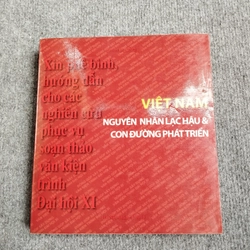 Xin phê bình,
hướng dẫn
cho các
nghiên cứu
phục vụ
soạn thảo
văn kiện
trình
Đại hội XI
VIỆT NAM
NGUYÊN NHÂN LẠC HẬU &
CON ĐƯỜNG PHÁT TRIỂN